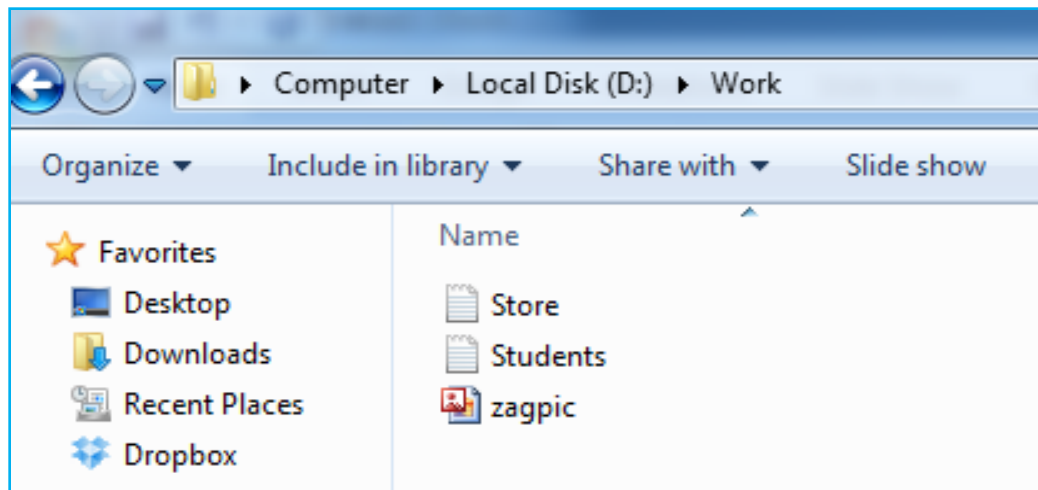 Computer Local Disk (D:) Work
Organize Include in library Share with Slide show
Favorites
Desktop
Downloads
Recent Places
Dropbox
Name
Store
Students
zagpic